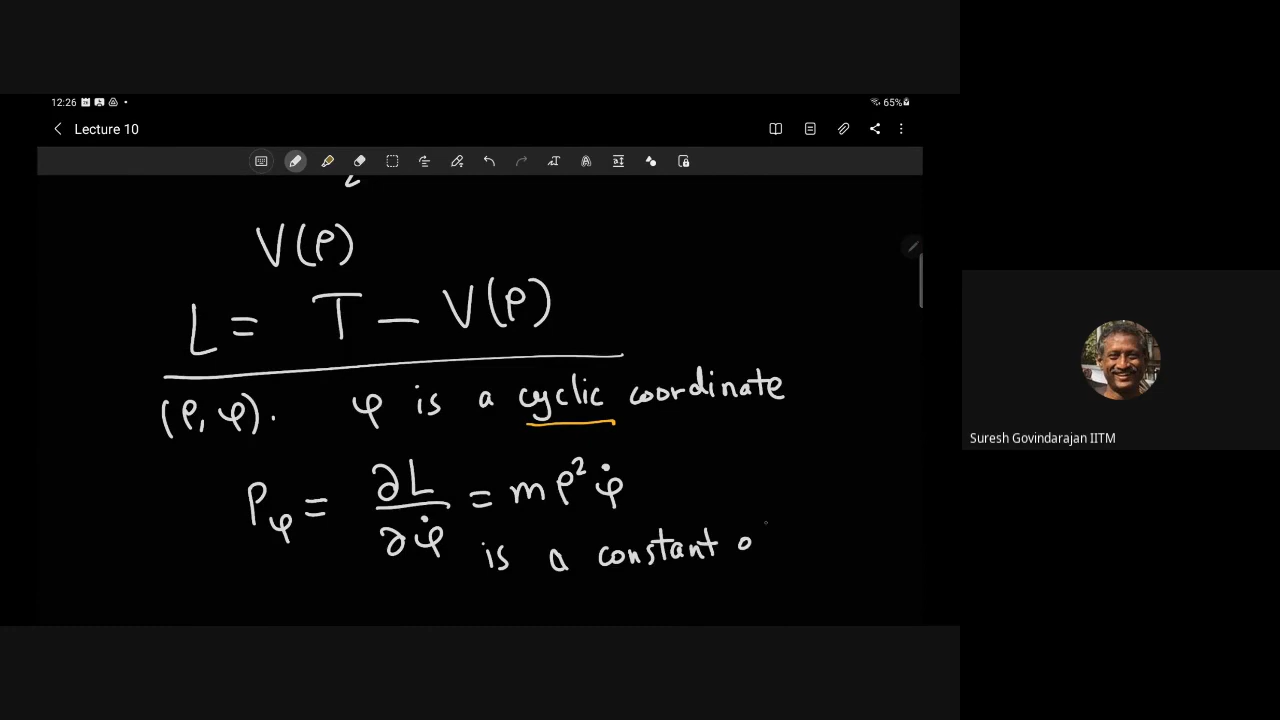 12:26
65%
Lecture 10
V(ρ)
L = T − V(ρ)
(ρ, φ). φ is a cyclic coordinate
P_φ = ∂L/∂φ̇ = mρ²φ̇
is a constant o
Suresh Govindarajan IITM